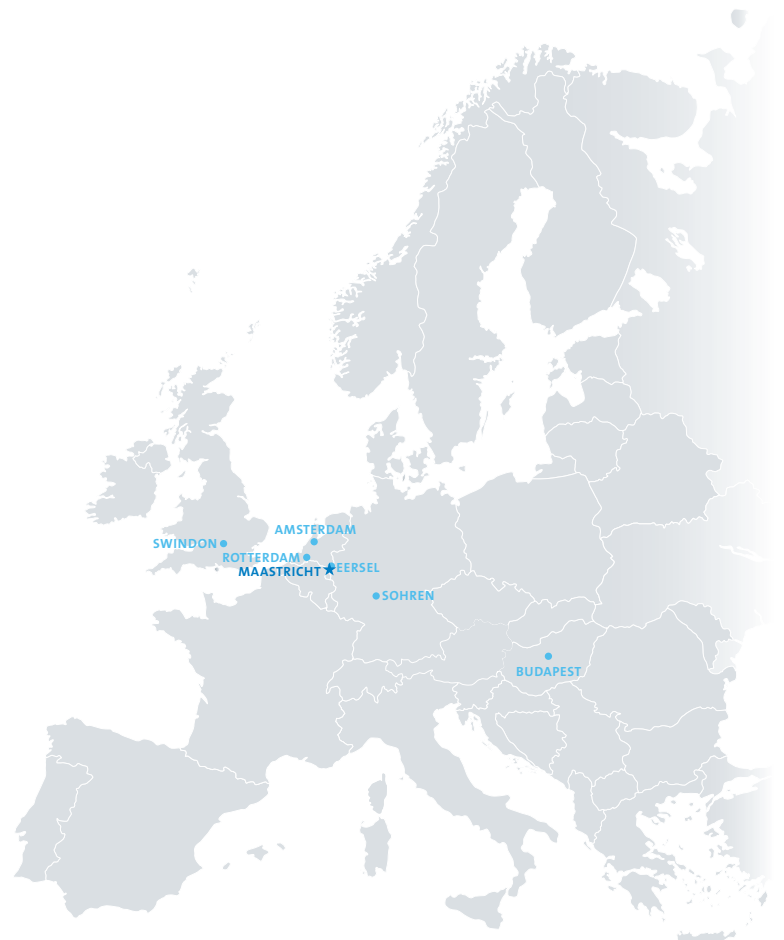 AMSTERDAM
SWINDON
ROTTERDAM
EERSEL
MAASTRICHT
SOHREN
BUDAPEST